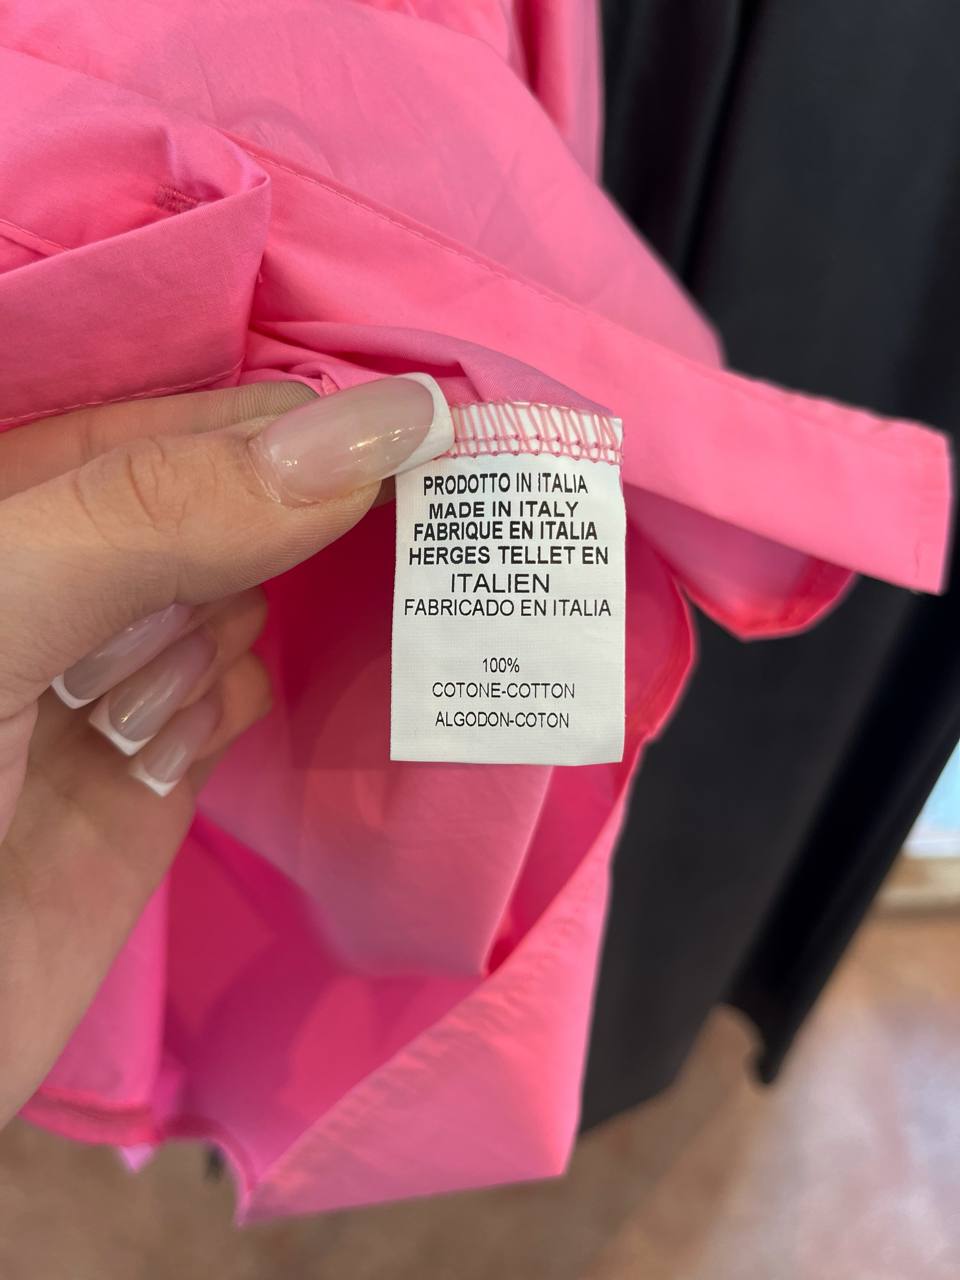 PRODOTTO IN ITALIA
MADE IN ITALY
FABRIQUE EN ITALIA
HERGES TELLET EN
ITALIEN
FABRICADO EN ITALIA
100%
COTONE-COTTON
ALGODON-COTON